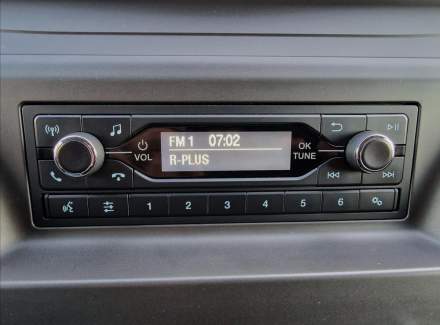 FM 1 07:02
R-PLUS
VOL
OK
TUNE
1 2 3 4 5 6